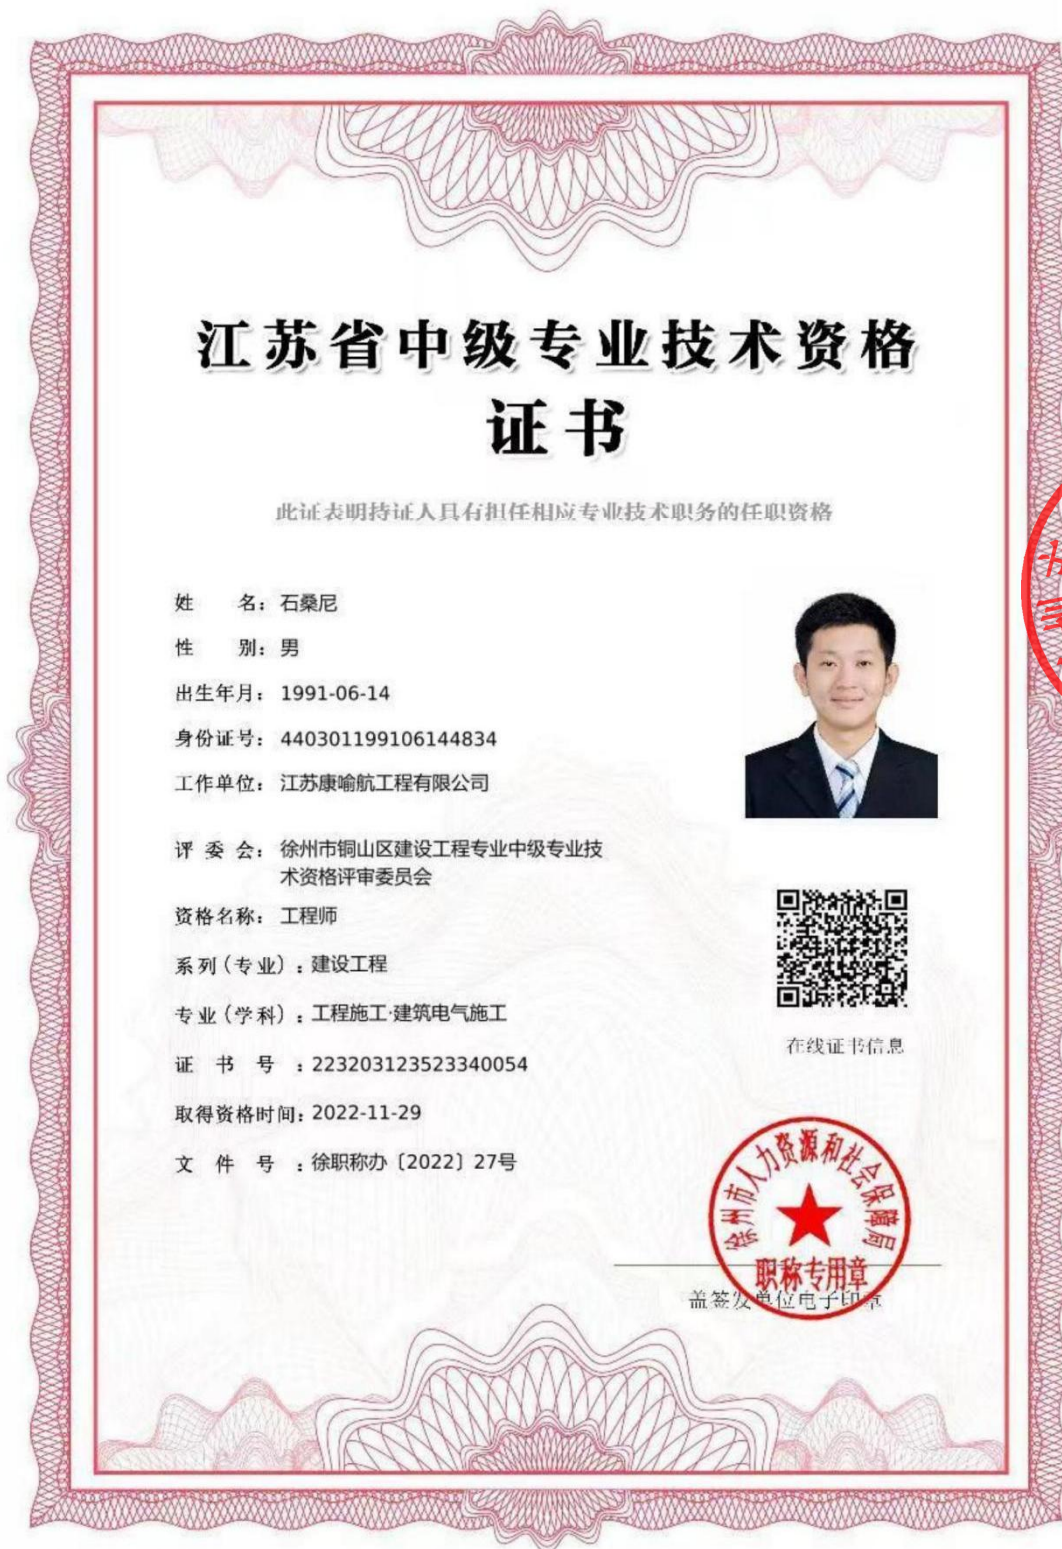 江苏省中级专业技术资格
证书
此证表明持证人具有担任相应专业技术职务的任职资格
姓 名：石桑尼
性 别：男
出生年月：1991-06-14
身份证号：440301199106144834
工作单位：江苏康喻航工程有限公司
评 委 会：徐州市铜山区建设工程专业中级专业技
术资格评审委员会
资格名称：工程师
系列（专业）：建设工程
专业（学科）：工程施工·建筑电气施工
证 书 号：223203123523340054
取得资格时间：2022-11-29
文 件 号：徐职称办〔2022〕27号
在线证书信息
徐州市人力资源和社会保障局
职称专用章
盖签发单位电子印章